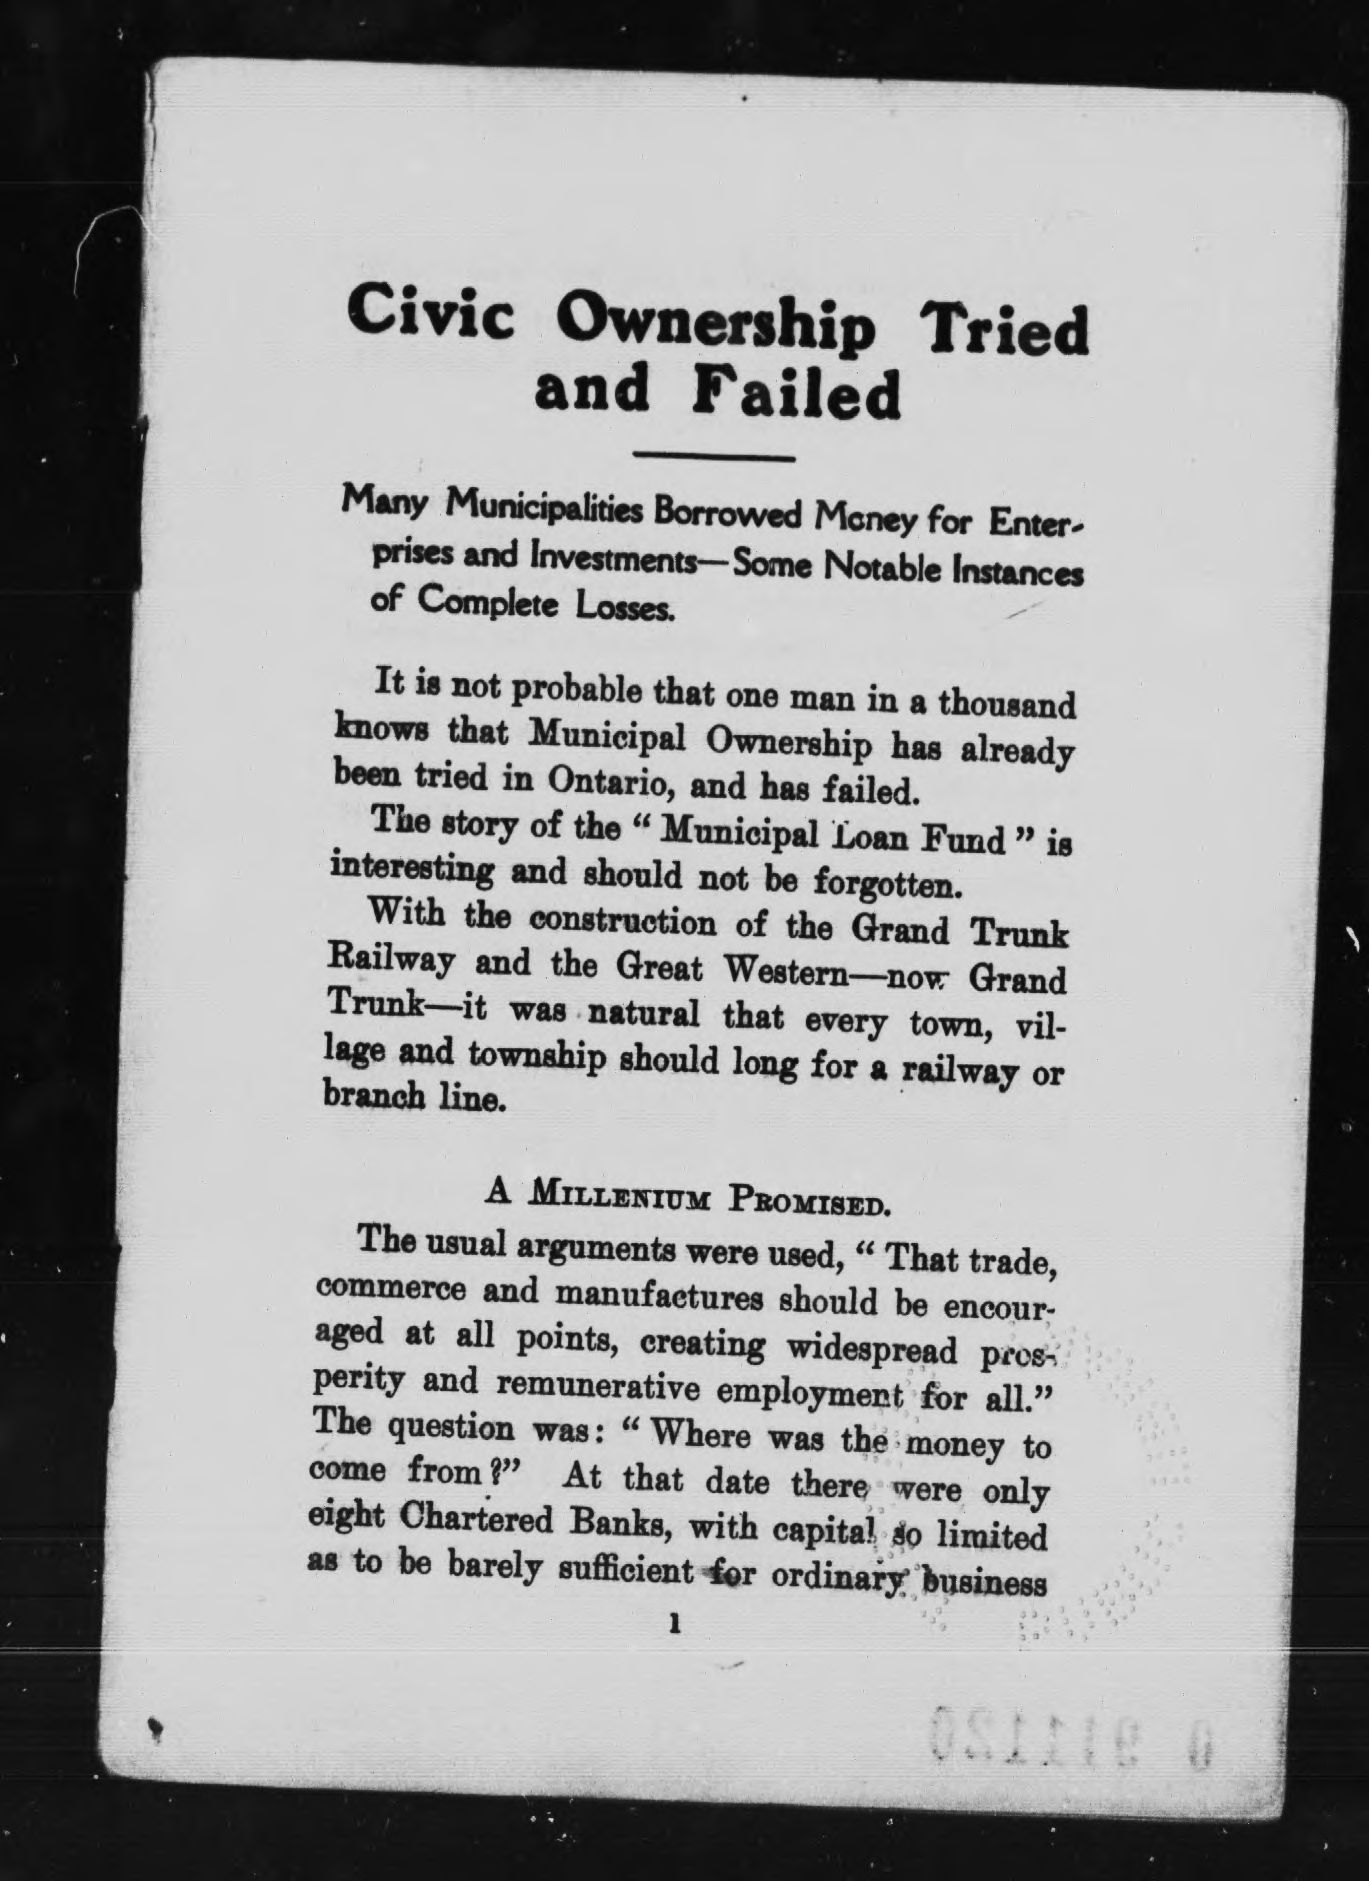 Civic Ownership Tried
and Failed
Many Municipalities Borrowed Money for Enter-
prises and Investments—Some Notable Instances
of Complete Losses.
It is not probable that one man in a thousand
knows that Municipal Ownership has already
been tried in Ontario, and has failed.
The story of the “ Municipal Loan Fund ” is
interesting and should not be forgotten.
With the construction of the Grand Trunk
Railway and the Great Western—now Grand
Trunk—it was natural that every town, vil-
lage and township should long for a railway or
branch line.
A Millenium Promised.
The usual arguments were used, “ That trade,
commerce and manufactures should be encour-
aged at all points, creating widespread pros-
perity and remunerative employment for all.”
The question was: “ Where was the money to
come from?” At that date there were only
eight Chartered Banks, with capital so limited
as to be barely sufficient for ordinary business
1